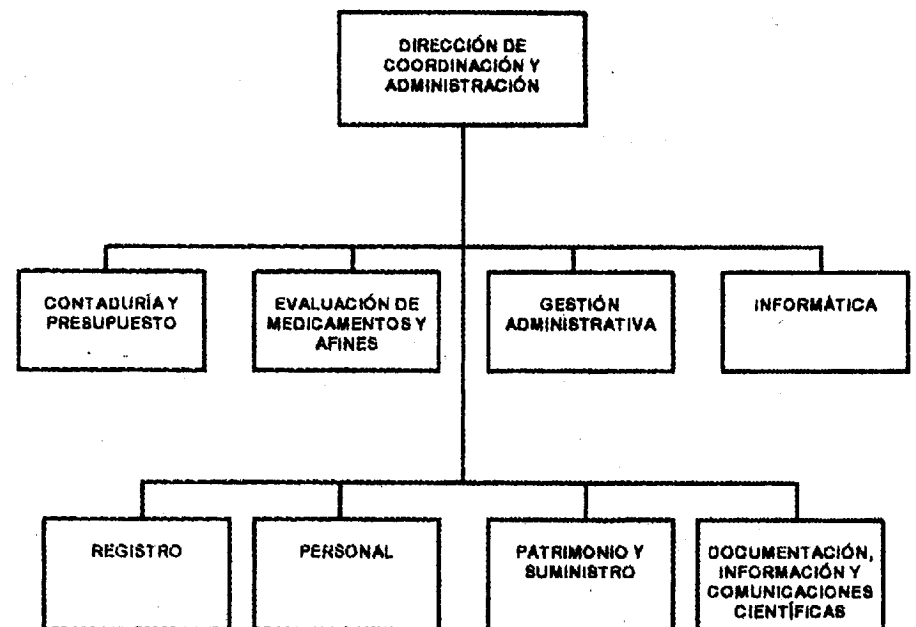 DIRECCIÓN DE
COORDINACIÓN Y
ADMINISTRACIÓN
CONTADURÍA Y
PRESUPUESTO
EVALUACIÓN DE
MEDICAMENTOS Y
AFINES
GESTIÓN
ADMINISTRATIVA
INFORMÁTICA
REGISTRO
PERSONAL
PATRIMONIO Y
SUMINISTRO
DOCUMENTACIÓN,
INFORMACIÓN Y
COMUNICACIONES
CIENTÍFICAS